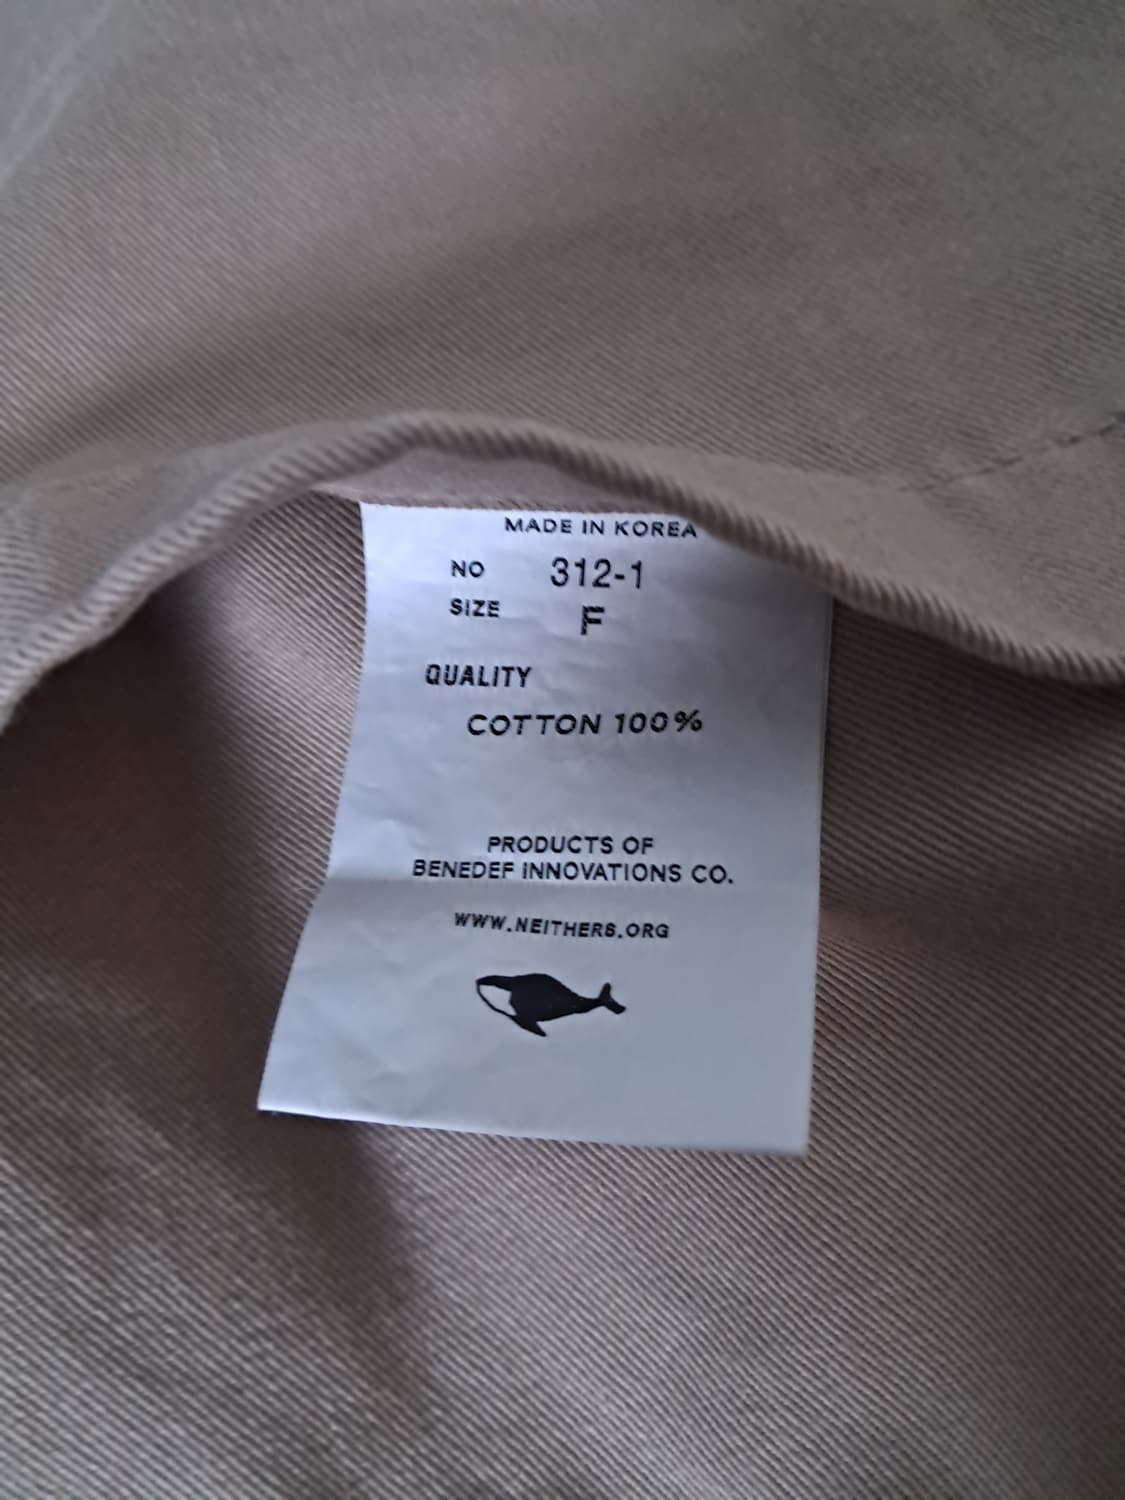 MADE IN KOREA
NO 312-1
SIZE F
QUALITY
COTTON 100%
PRODUCTS OF
BENEDEF INNOVATIONS CO.
WWW.NEITHERS.ORG